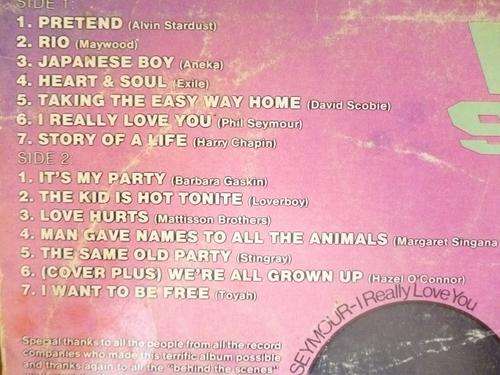 SIDE 1:
1. PRETEND (Alvin Stardust)
2. RIO (Maywood)
3. JAPANESE BOY (Aneka)
4. HEART & SOUL (Exile)
5. TAKING THE EASY WAY HOME (David Scobie)
6. I REALLY LOVE YOU (Phil Seymour)
7. STORY OF A LIFE (Harry Chapin)
SIDE 2:
1. IT'S MY PARTY (Barbara Gaskin)
2. THE KID IS HOT TONITE (Loverboy)
3. LOVE HURTS (Mattisson Brothers)
4. MAN GAVE NAMES TO ALL THE ANIMALS (Margaret Singana
5. THE SAME OLD PARTY (Stingray)
6. (COVER PLUS) WE'RE ALL GROWN UP (Hazel O'Connor)
7. I WANT TO BE FREE (Toyah)
SEYMOUR-I Really Love You
Special thanks to all the people from all the record
companies who made this terrific album possible
and thanks again to all the "behind the scenes"